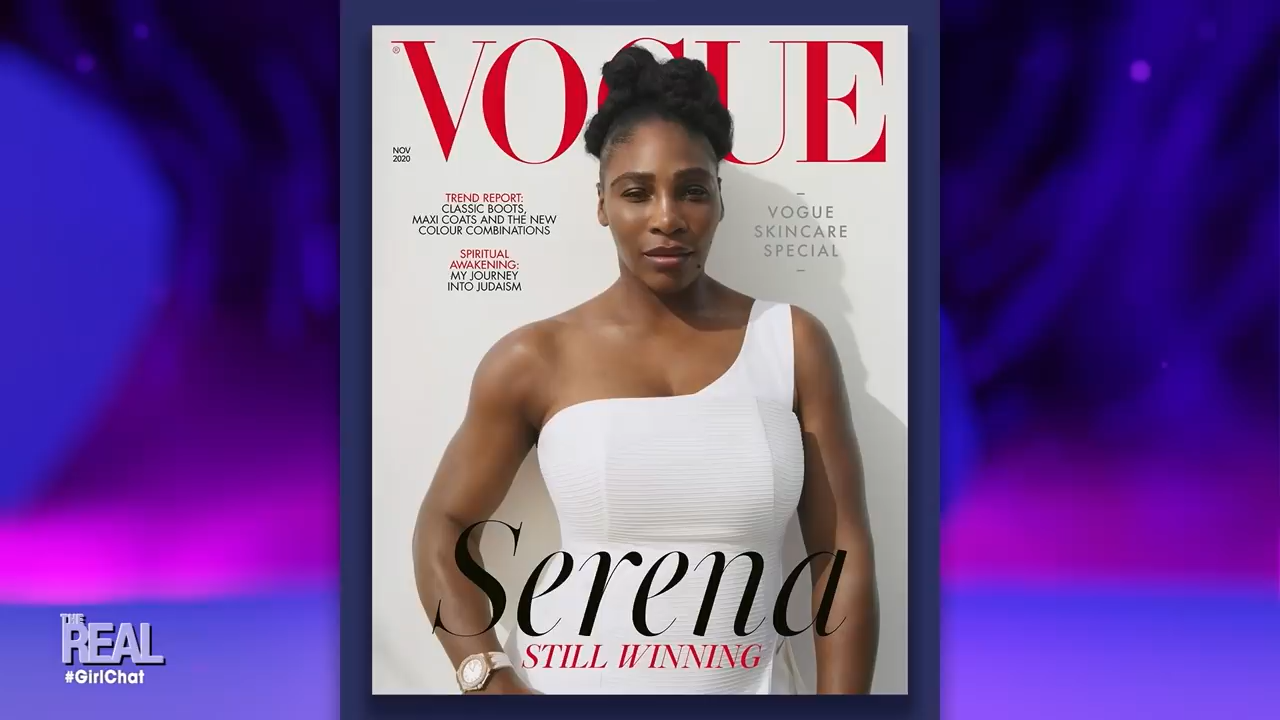 VOGUE
®
NOV
2020
TREND REPORT:
CLASSIC BOOTS,
MAXI COATS AND THE NEW
COLOUR COMBINATIONS
SPIRITUAL
AWAKENING:
MY JOURNEY
INTO JUDAISM
VOGUE
SKINCARE
SPECIAL
Serena
STILL WINNING
THE
REAL
#GirlChat